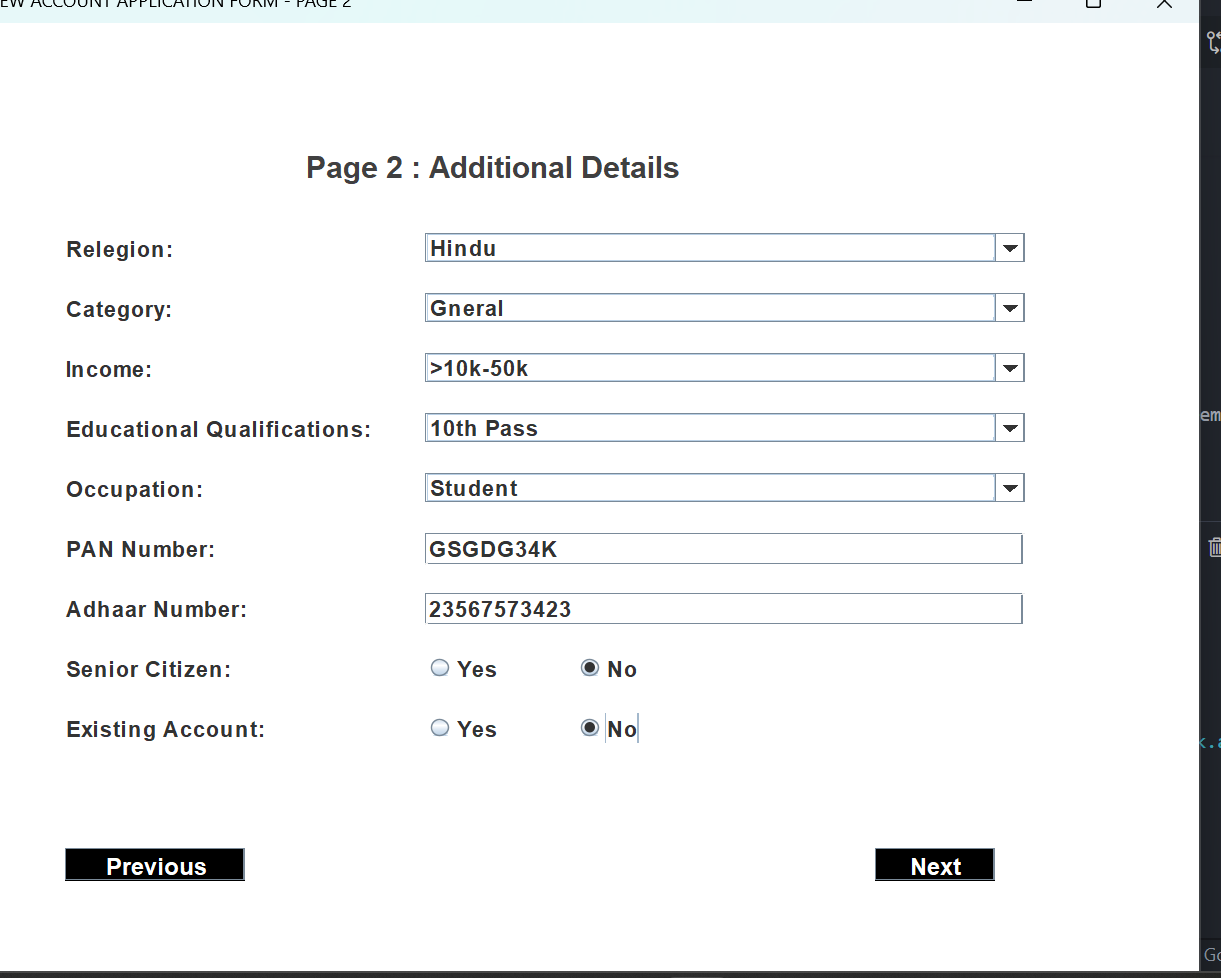 EW ACCOUNT APPLICATION FORM - PAGE 2
Page 2 : Additional Details
Relegion: Hindu
Category: Gneral
Income: >10k-50k
Educational Qualifications: 10th Pass
Occupation: Student
PAN Number: GSGDG34K
Adhaar Number: 23567573423
Senior Citizen: Yes No
Existing Account: Yes No
Previous Next
em
Go